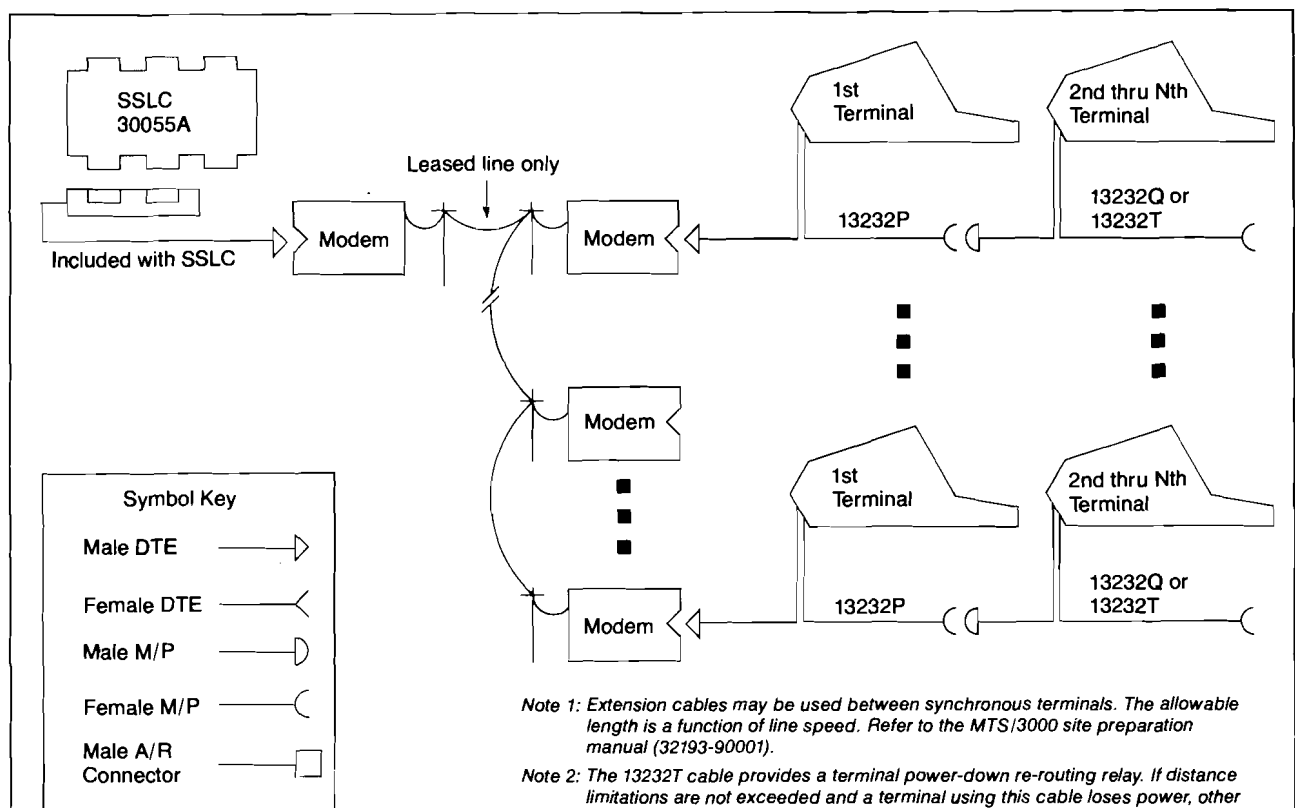 SSLC
30055A
Included with SSLC
Modem
Leased line only
Modem
1st
Terminal
13232P
2nd thru Nth
Terminal
13232Q or
13232T
Modem
Modem
1st
Terminal
13232P
2nd thru Nth
Terminal
13232Q or
13232T
Symbol Key
Male DTE
Female DTE
Male M/P
Female M/P
Male A/R
Connector
Note 1: Extension cables may be used between synchronous terminals. The allowable
length is a function of line speed. Refer to the MTS/3000 site preparation
manual (32193-90001).
Note 2: The 13232T cable provides a terminal power-down re-routing relay. If distance
limitations are not exceeded and a terminal using this cable loses power, other